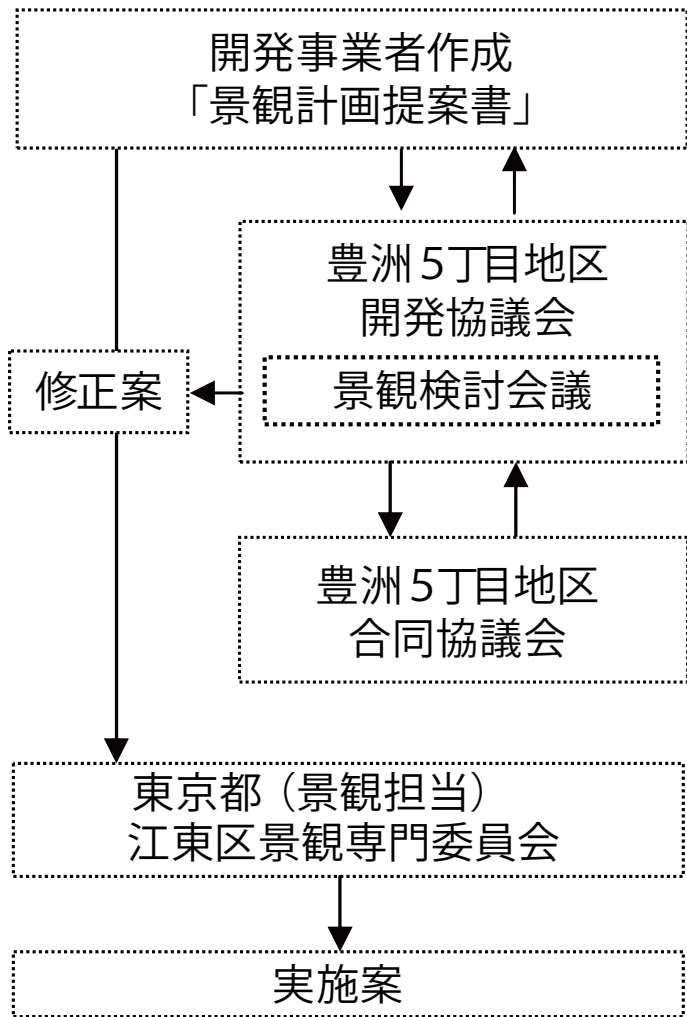 開発事業者作成
「景観計画提案書」
豊洲5丁目地区
開発協議会
景観検討会議
修正案
豊洲5丁目地区
合同協議会
東京都（景観担当）
江東区景観専門委員会
実施案